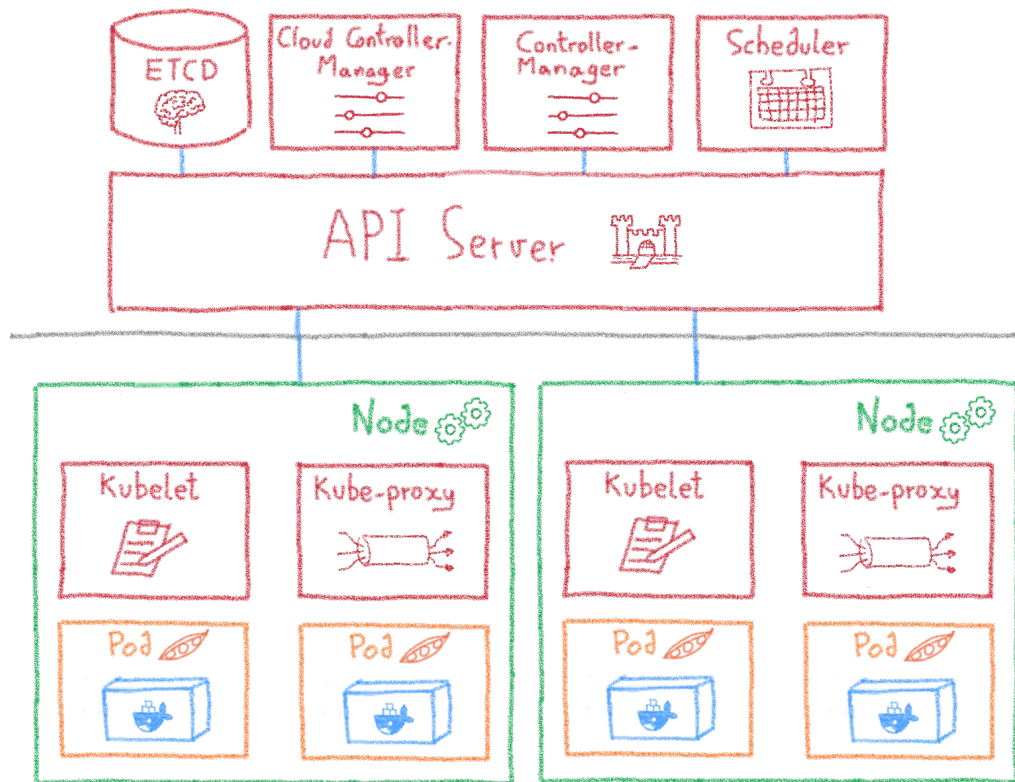 ETCD
Cloud Controller-
Manager
Controller-
Manager
Scheduler
API Server
Node
Kubelet
Kube-proxy
Pod
Pod
Node
Kubelet
Kube-proxy
Pod
Pod